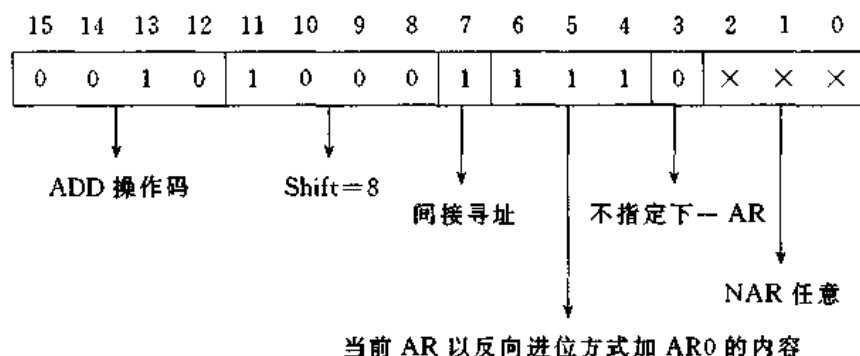 15 14 13 12 11 10 9 8 7 6 5 4 3 2 1 0
0 0 1 0 1 0 0 0 1 1 1 1 0 × × ×
ADD 操作码 Shift=8
间接寻址 不指定下一 AR
NAR 任意
当前 AR 以反向进位方式加 AR0 的内容